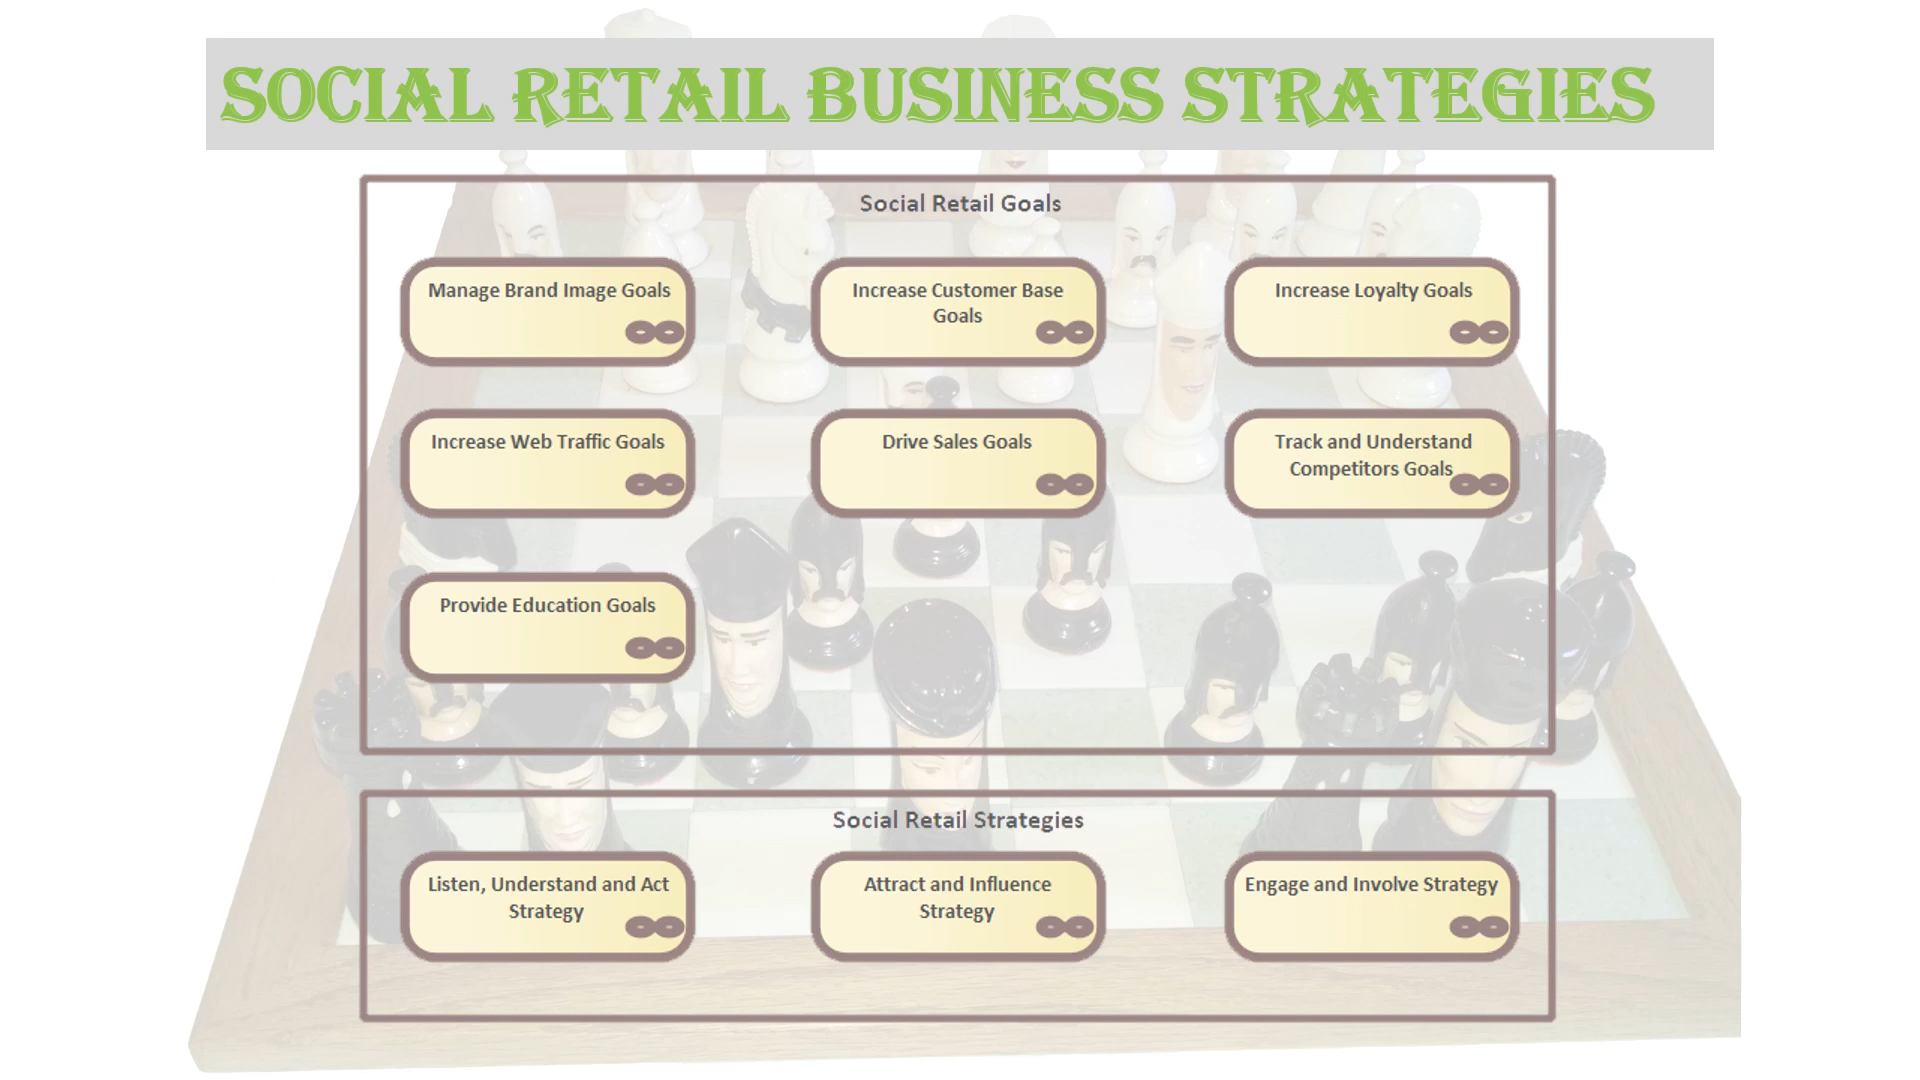 SOCIAL RETAIL BUSINESS STRATEGIES
Social Retail Goals
Manage Brand Image Goals
Increase Customer Base
Goals
Increase Loyalty Goals
Increase Web Traffic Goals
Drive Sales Goals
Track and Understand
Competitors Goals
Provide Education Goals
Social Retail Strategies
Listen, Understand and Act
Strategy
Attract and Influence
Strategy
Engage and Involve Strategy